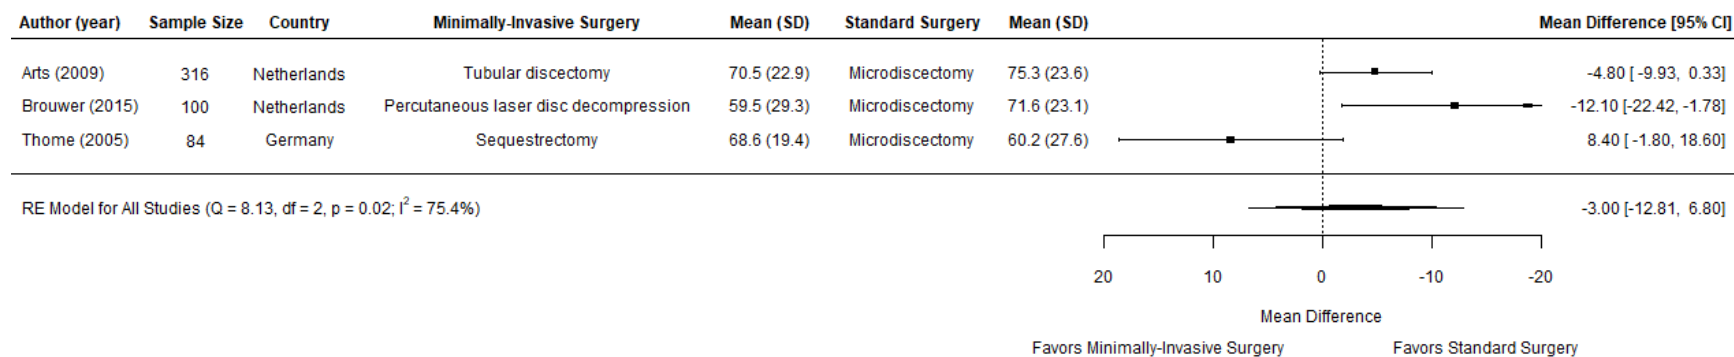 Author (year) Sample Size Country Minimally-Invasive Surgery Mean (SD) Standard Surgery Mean (SD) Mean Difference [95% CI]
Arts (2009) 316 Netherlands Tubular discectomy 70.5 (22.9) Microdiscectomy 75.3 (23.6) -4.80 [ -9.93, 0.33]
Brouwer (2015) 100 Netherlands Percutaneous laser disc decompression 59.5 (29.3) Microdiscectomy 71.6 (23.1) -12.10 [-22.42, -1.78]
Thome (2005) 84 Germany Sequestrectomy 68.6 (19.4) Microdiscectomy 60.2 (27.6) 8.40 [ -1.80, 18.60]
RE Model for All Studies (Q = 8.13, df = 2, p = 0.02; I² = 75.4%) -3.00 [-12.81, 6.80]
20 10 0 -10 -20
Mean Difference
Favors Minimally-Invasive Surgery Favors Standard Surgery